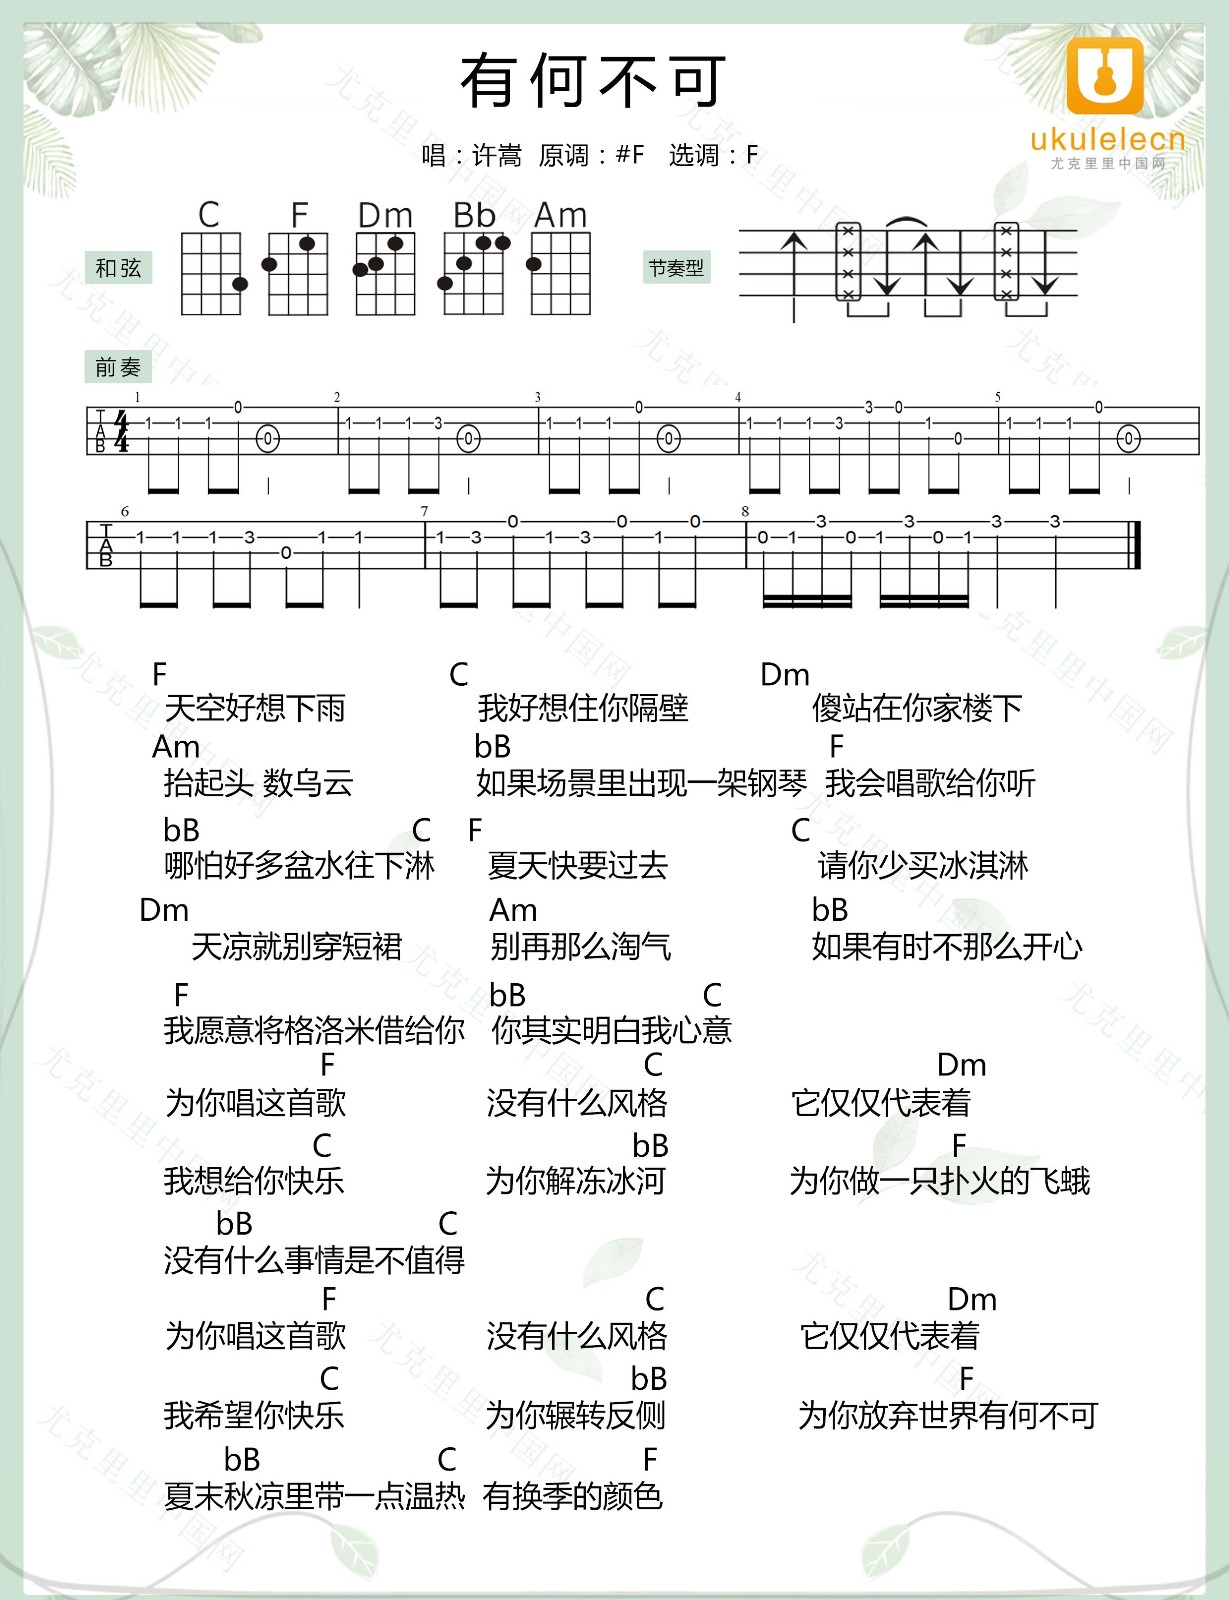 有何不可
ukulelecn
尤克里里中国网
唱：许嵩 原调：#F 选调：F
C F Dm Bb Am
和弦
节奏型
前奏
1 2 3 4 5
T A B 4 4 1 1 1 0 0 1 1 1 3 0 1 1 1 0 0 1 1 1 3 3 0 1 0 1 1 1 0 0
6 7 8
T A B 1 1 1 3 0 1 1 1 3 0 1 3 0 1 0 0 1 3 0 1 3 0 1 3 3
F C Dm
天空好想下雨 我好想住你隔壁 傻站在你家楼下
Am bB F
抬起头 数乌云 如果场景里出现一架钢琴 我会唱歌给你听
bB C F C
哪怕好多盆水往下淋 夏天快要过去 请你少买冰淇淋
Dm Am bB
天凉就别穿短裙 别再那么淘气 如果有时不那么开心
F bB C
我愿意将格洛米借给你 你其实明白我心意
F C Dm
为你唱这首歌 没有什么风格 它仅仅代表着
C bB F
我想给你快乐 为你解冻冰河 为你做一只扑火的飞蛾
bB C
没有什么事情是不值得
F C Dm
为你唱这首歌 没有什么风格 它仅仅代表着
C bB F
我希望你快乐 为你辗转反侧 为你放弃世界有何不可
bB C F
夏末秋凉里带一点温热 有换季的颜色